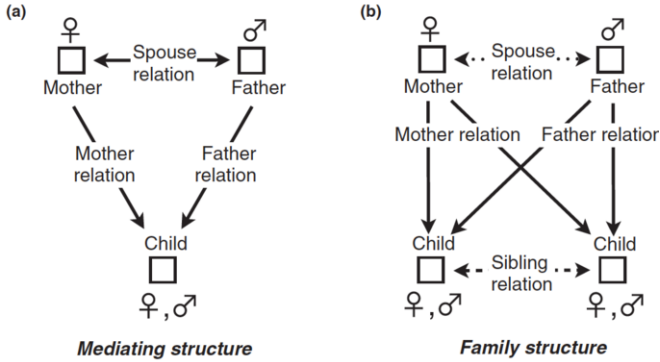 (a)
♀
♂
Spouse
relation
Mother
Father
Mother
relation
Father
relation
Child
♀,♂
Mediating structure
(b)
♀
♂
Spouse
relation
Mother
Father
Mother relation
Father relation
Child
Child
Sibling
relation
♀,♂
♀,♂
Family structure